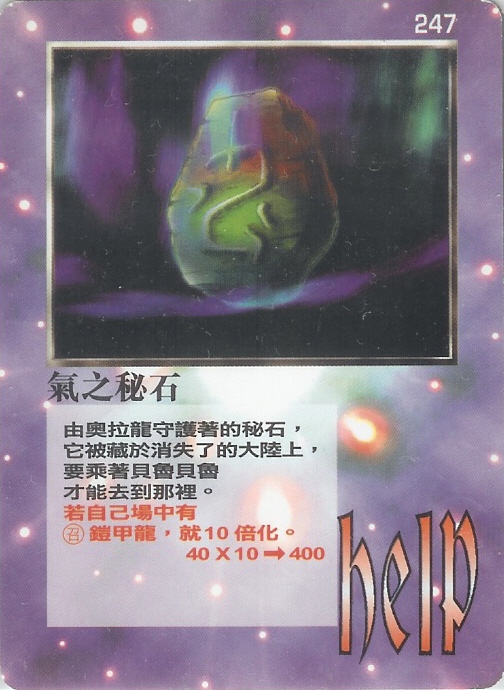 247
氣之秘石
由奧拉龍守護著的秘石，
它被藏於消失了的大陸上，
要乘著貝魯貝魯
才能去到那裡。
若自己場中有
㊁召 鎧甲龍，就10倍化。
40 X 10 ➡ 400
help